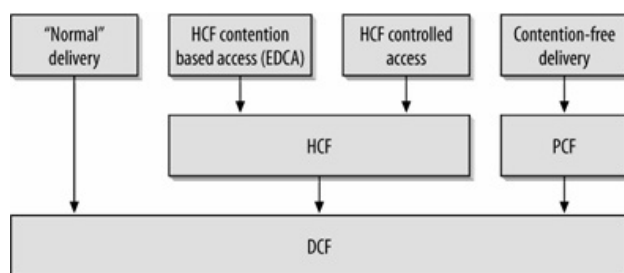 “Normal”
delivery
HCF contention
based access (EDCA)
HCF controlled
access
Contention-free
delivery
HCF
PCF
DCF